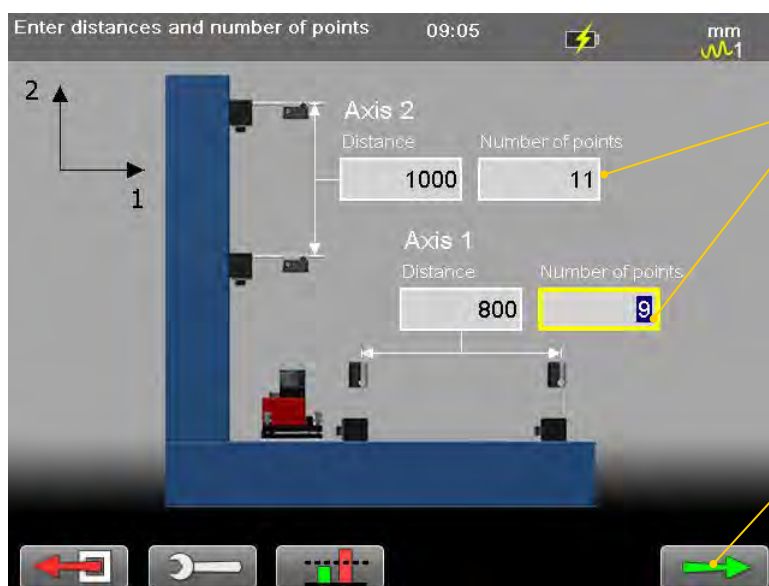 Enter distances and number of points 09:05 mm
1
2
1
Axis 2
Distance Number of points
1000 11
Axis 1
Distance Number of points
800 9